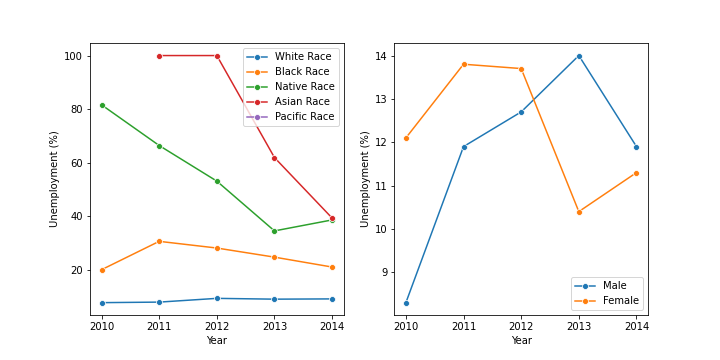 100
80
60
40
20
Unemployment (%)
2010 2011 2012 2013 2014
Year
White Race
Black Race
Native Race
Asian Race
Pacific Race
14
13
12
11
10
9
Unemployment (%)
2010 2011 2012 2013 2014
Year
Male
Female